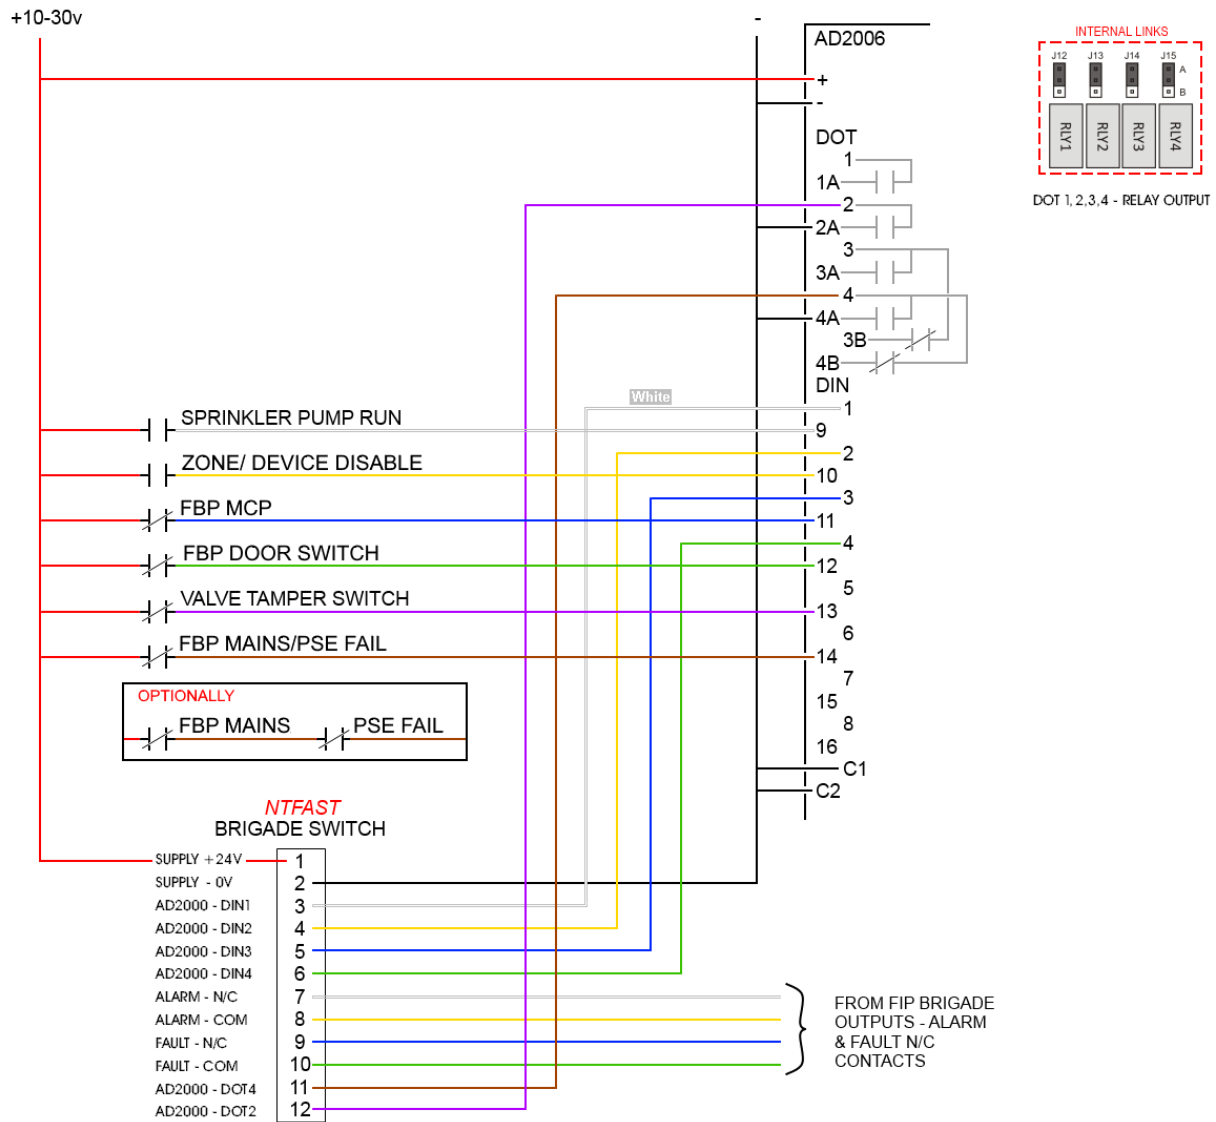 +10-30v
-
AD2006
INTERNAL LINKS
J12 J13 J14 J15
A
B
RLY1 RLY2 RLY3 RLY4
DOT 1, 2,3,4 - RELAY OUTPUT
+
-
DOT
1
1A
2
2A
3
3A
4
4A
3B
4B
DIN
White
1
SPRINKLER PUMP RUN
9
2
ZONE/ DEVICE DISABLE
10
3
FBP MCP
11
4
FBP DOOR SWITCH
12
5
VALVE TAMPER SWITCH
13
6
FBP MAINS/PSE FAIL
14
7
OPTIONALLY
15
FBP MAINS PSE FAIL
8
16
C1
C2
NTFAST
BRIGADE SWITCH
SUPPLY +24V 1
SUPPLY - 0V 2
AD2000 - DIN1 3
AD2000 - DIN2 4
AD2000 - DIN3 5
AD2000 - DIN4 6
ALARM - N/C 7
ALARM - COM 8
FAULT - N/C 9
FAULT - COM 10
AD2000 - DOT4 11
AD2000 - DOT2 12
FROM FIP BRIGADE
OUTPUTS - ALARM
& FAULT N/C
CONTACTS